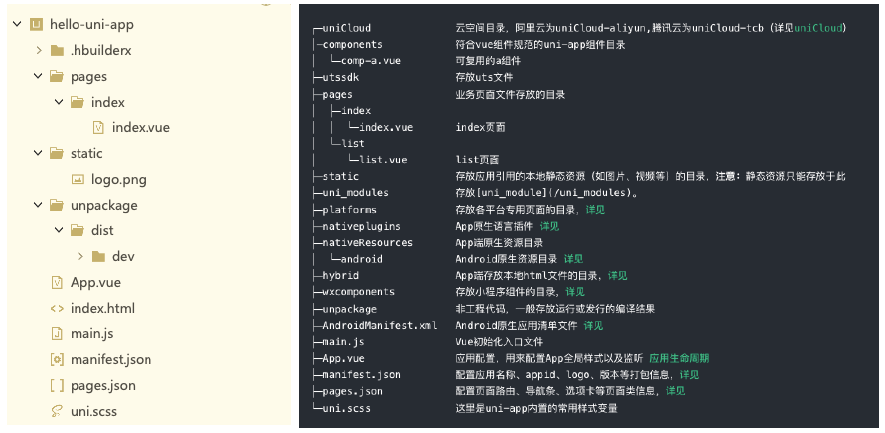 hello-uni-app
.hbuilderx
pages
index
index.vue
static
logo.png
unpackage
dist
dev
App.vue
index.html
main.js
manifest.json
pages.json
uni.scss
┌─uniCloud 云空间目录，阿里云为uniCloud-aliyun,腾讯云为uniCloud-tcb（详见uniCloud）
├─components 符合vue组件规范的uni-app组件目录
│ └─comp-a.vue 可复用的a组件
├─utssdk 存放uts文件
├─pages 业务页面文件存放的目录
│ ├─index
│ │ └─index.vue index页面
│ └─list
│ └─list.vue list页面
├─static 存放应用引用的本地静态资源（如图片、视频等）的目录，注意：静态资源只能存放于此
├─uni_modules 存放[uni_module](/uni_modules)。
├─platforms 存放各平台专用页面的目录，详见
├─nativeplugins App原生语言插件 详见
├─nativeResources App端原生资源目录
│ └─android Android原生资源目录 详见
├─hybrid App端存放本地html文件的目录，详见
├─wxcomponents 存放小程序组件的目录，详见
├─unpackage 非工程代码，一般存放运行或发行的编译结果
├─AndroidManifest.xml Android原生应用清单文件 详见
├─main.js Vue初始化入口文件
├─App.vue 应用配置，用来配置App全局样式以及监听 应用生命周期
├─manifest.json 配置应用名称、appid、logo、版本等打包信息，详见
├─pages.json 配置页面路由、导航条、选项卡等页面类信息，详见
└─uni.scss 这里是uni-app内置的常用样式变量